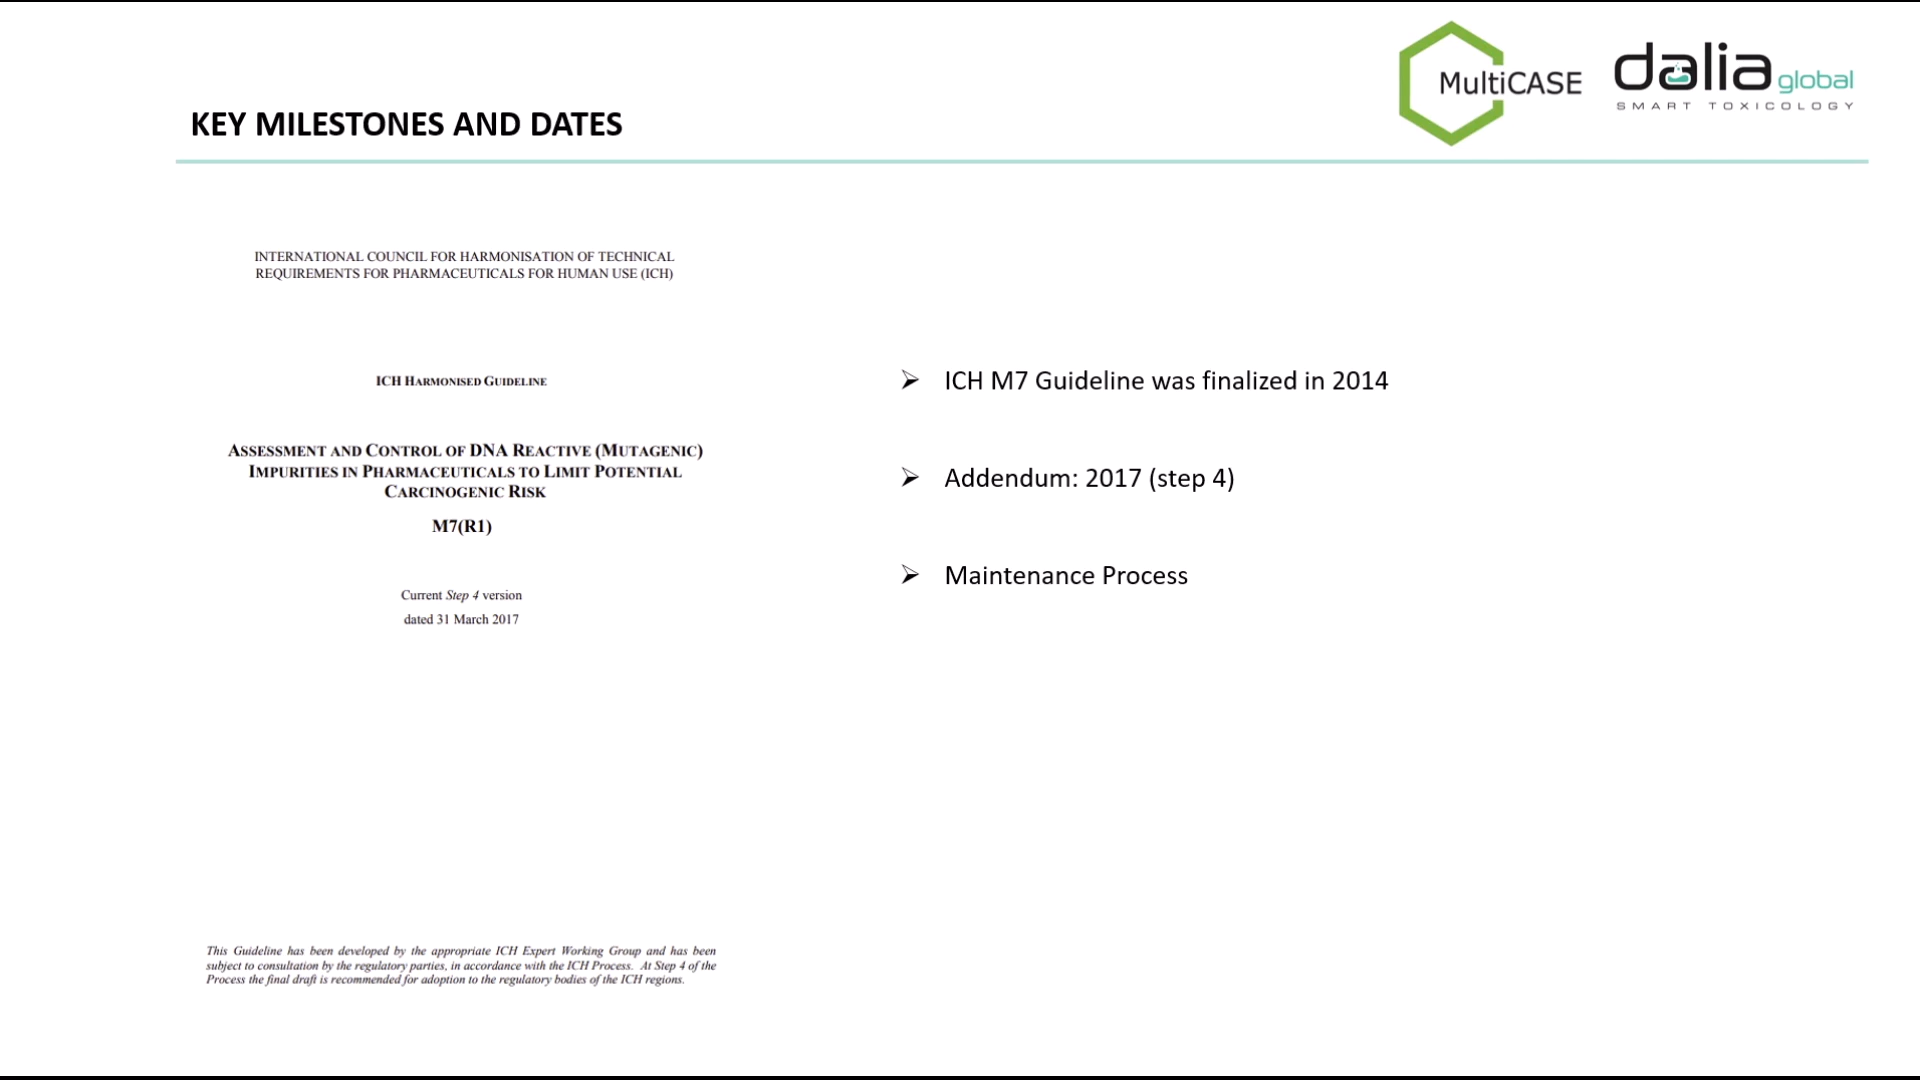 MultiCASE
dalia global
SMART TOXICOLOGY
KEY MILESTONES AND DATES
INTERNATIONAL COUNCIL FOR HARMONISATION OF TECHNICAL
REQUIREMENTS FOR PHARMACEUTICALS FOR HUMAN USE (ICH)
ICH HARMONISED GUIDELINE
ASSESSMENT AND CONTROL OF DNA REACTIVE (MUTAGENIC)
IMPURITIES IN PHARMACEUTICALS TO LIMIT POTENTIAL
CARCINOGENIC RISK
M7(R1)
Current Step 4 version
dated 31 March 2017
This Guideline has been developed by the appropriate ICH Expert Working Group and has been
subject to consultation by the regulatory parties, in accordance with the ICH Process. At Step 4 of the
Process the final draft is recommended for adoption to the regulatory bodies of the ICH regions.
➢ ICH M7 Guideline was finalized in 2014
➢ Addendum: 2017 (step 4)
➢ Maintenance Process